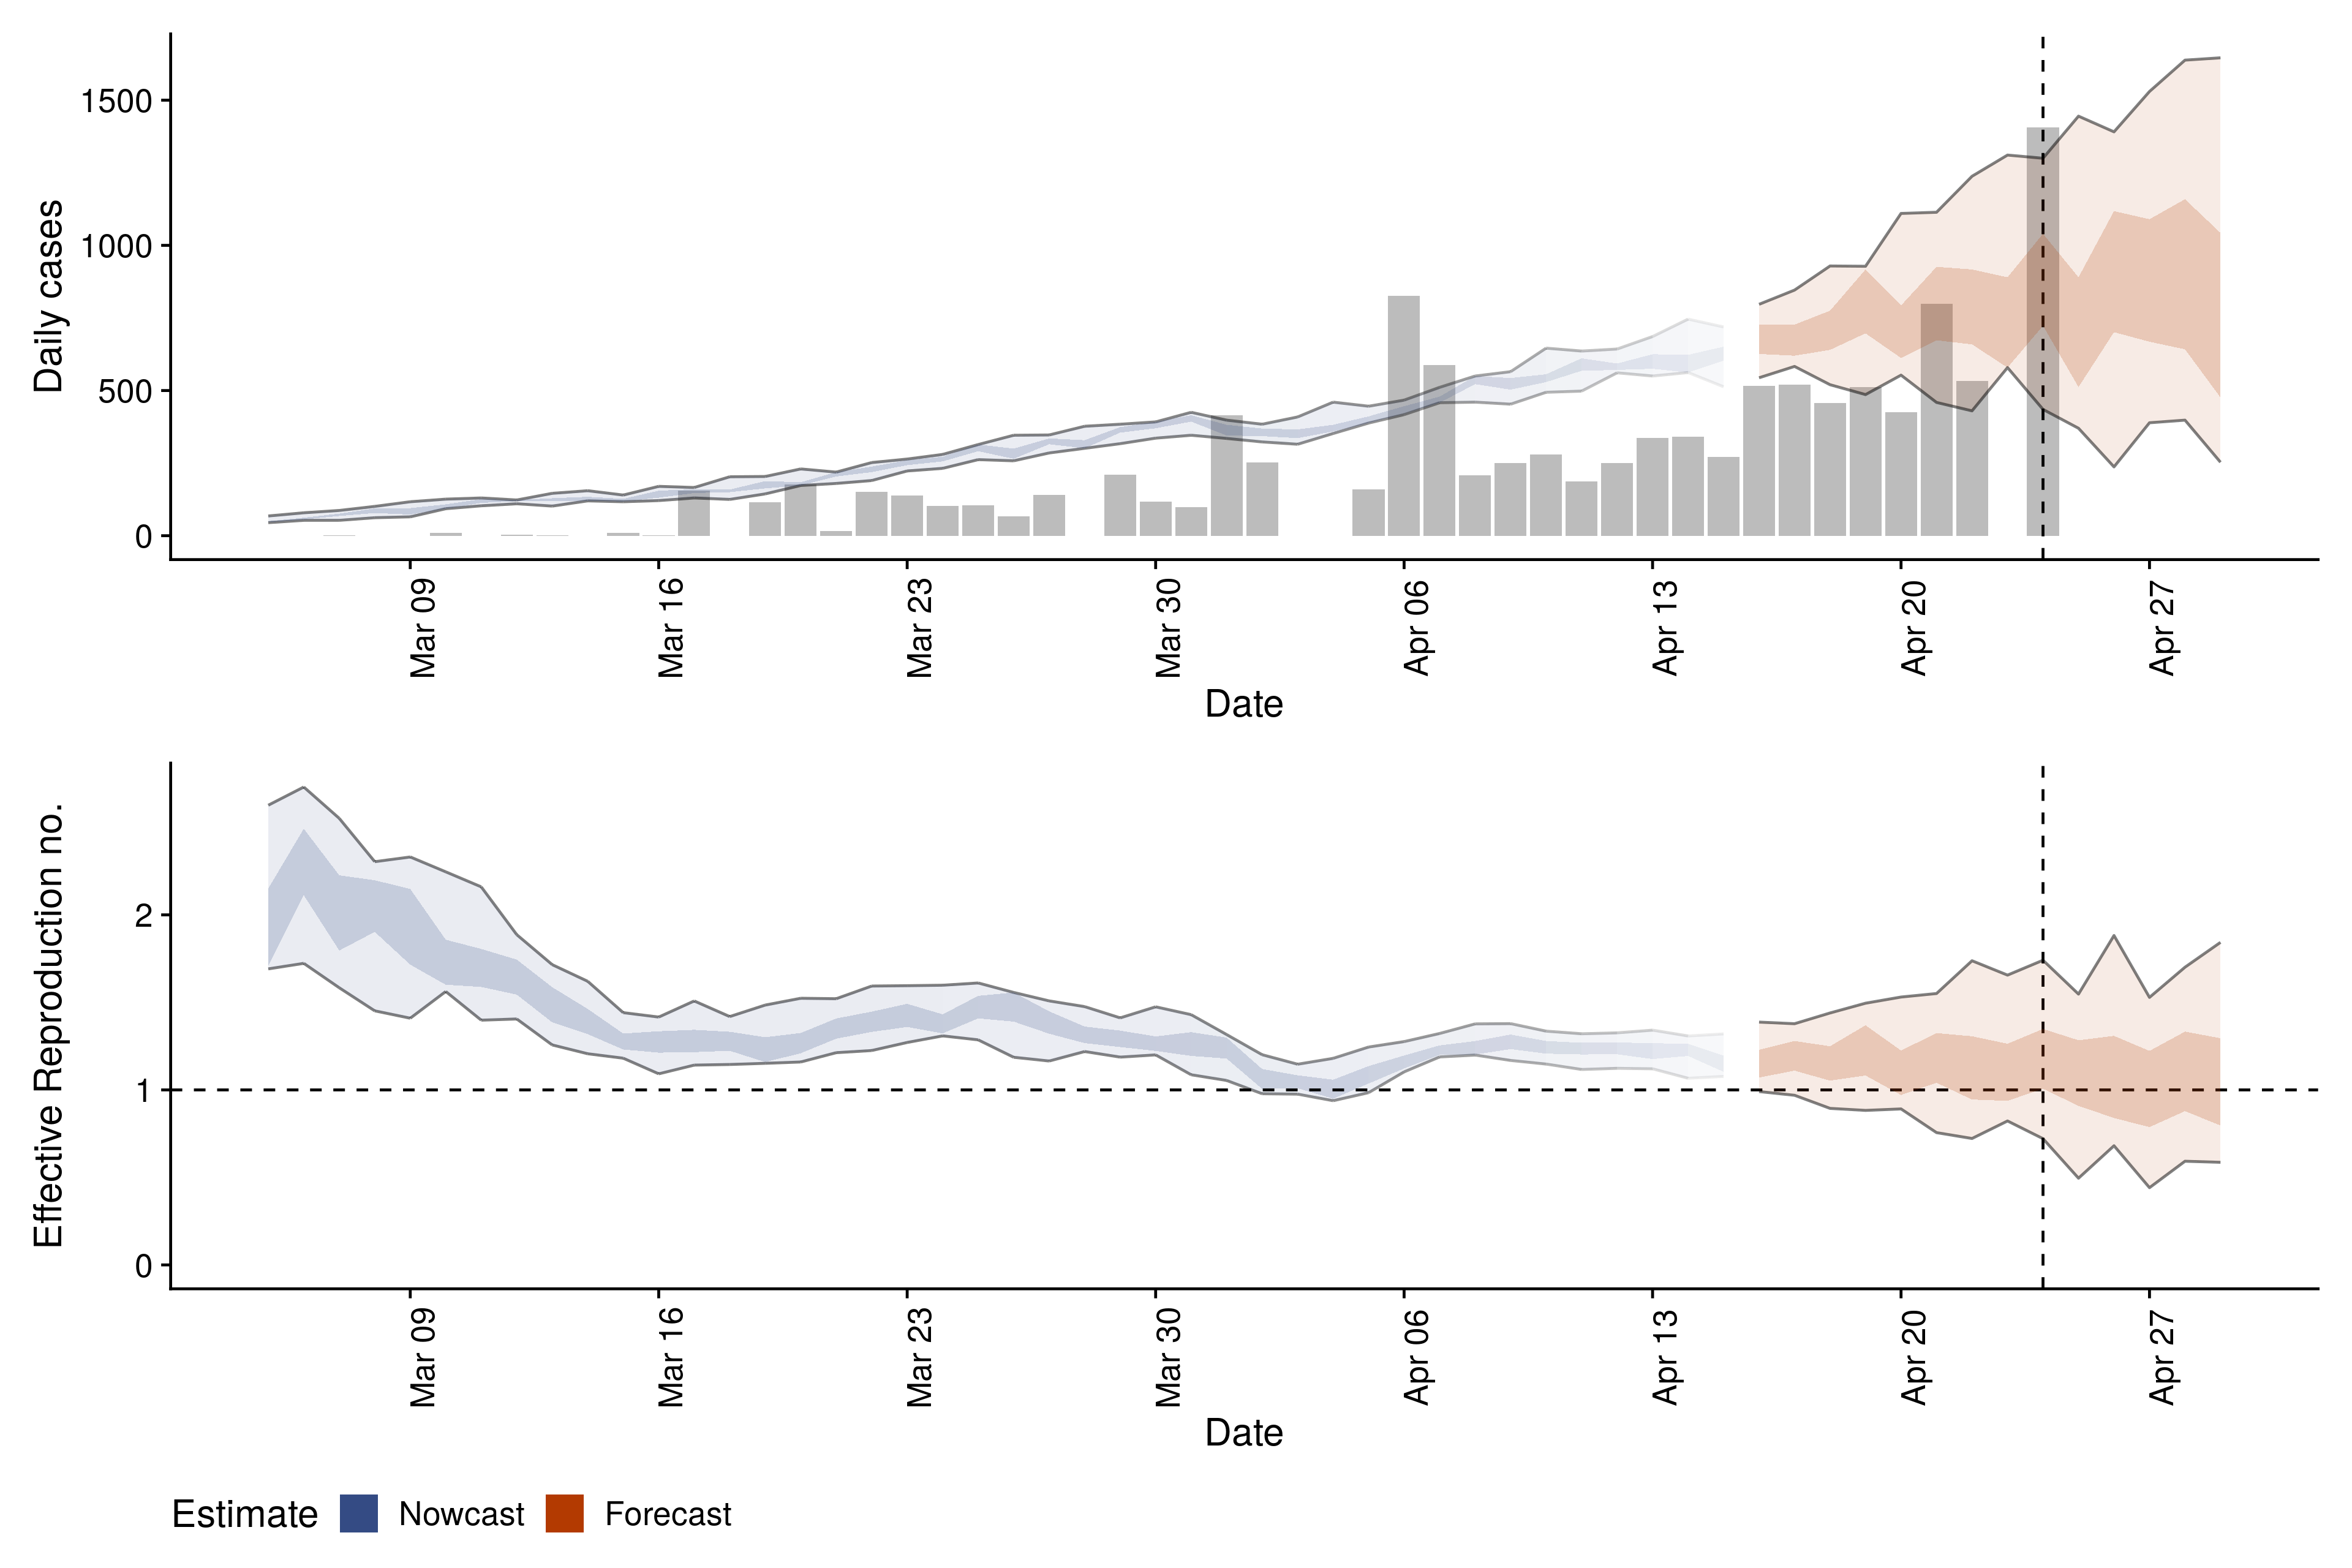 1500
1000
500
0
Daily cases
Mar 09
Mar 16
Mar 23
Mar 30
Apr 06
Apr 13
Apr 20
Apr 27
Date
2
1
0
Effective Reproduction no.
Mar 09
Mar 16
Mar 23
Mar 30
Apr 06
Apr 13
Apr 20
Apr 27
Date
Estimate Nowcast Forecast